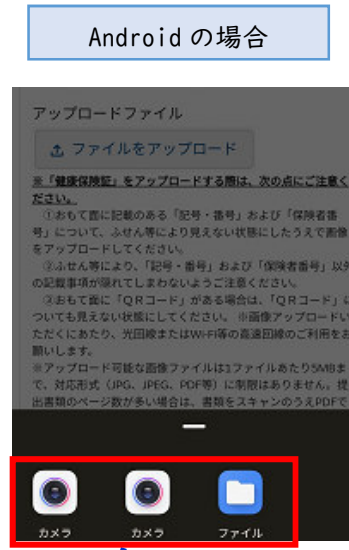 Androidの場合
アップロードファイル
ファイルをアップロード
※「健康保険証」をアップロードする際は、次の点にご注意く
ださい。
①おもて面に記載のある「記号・番号」および「保険者番
号」について、ふせん等により見えない状態にしたうえで画像
をアップロードしてください。
②ふせん等により、「記号・番号」および「保険者番号」以外
の記載事項が隠れてしまわないようご注意ください。
③おもて面に「QRコード」がある場合は、「QRコード」に
ついても見えない状態にしてください。 ※画像アップロードい
ただくにあたり、光回線またはWi-Fi等の高速回線のご利用をお
願いします。
※アップロード可能な画像ファイルは1ファイルあたり5MBま
で、対応形式（JPG、JPEG、PDF等）に制限はありません。提
出書類のページ数が多い場合は、書類をスキャンのうえPDFで
カメラ
カメラ
ファイル